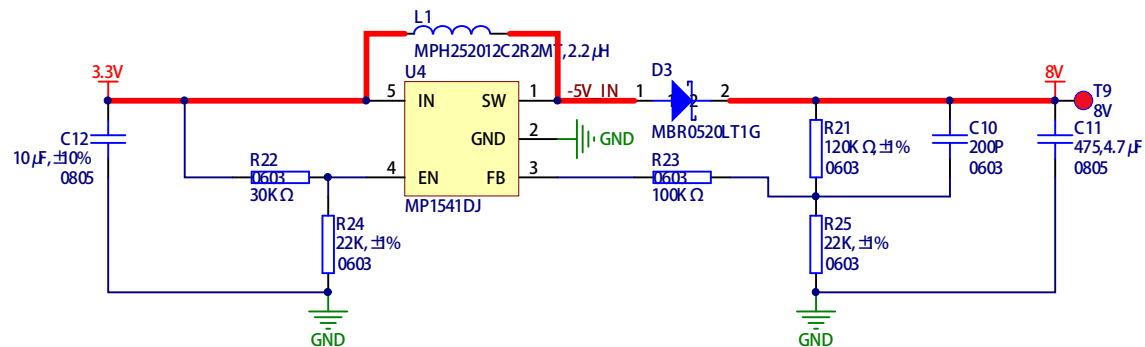 L1
MPH252012C2R2MT,2.2μH
3.3V
U4
5
IN
SW
1
-5V_IN
D3
1
1
2
2
MBR0520LT1G
8V
T9
8V
C12
10μF,±10%
0805
GND
2
GND
R21
120KΩ,±1%
0603
C10
200P
0603
C11
475,4.7μF
0805
R22
0603
30KΩ
4
EN
FB
3
MP1541DJ
R23
0603
100KΩ
R24
22K,±1%
0603
R25
22K,±1%
0603
GND
GND